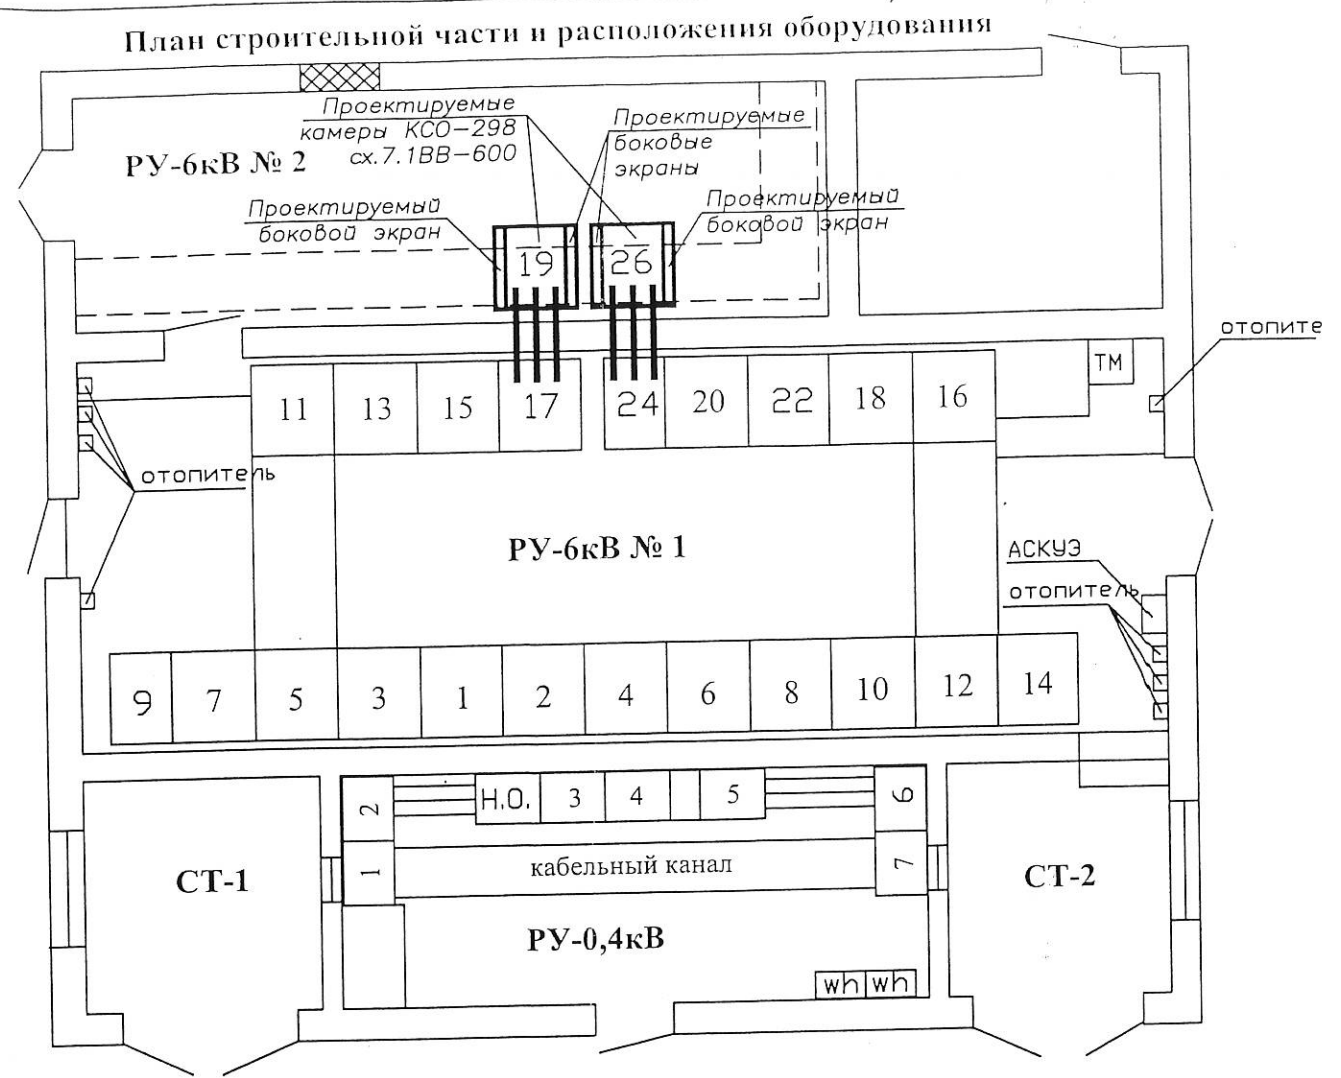 План строительной части и расположения оборудования
Проектируемые
камеры КСО-298
сх.7.1ВВ-600
Проектируемые
боковые
экраны
РУ-6кВ № 2
Проектируемый
боковой экран
Проектируемый
боковой экран
19 26
отопите
ТМ
11 13 15 17 24 20 22 18 16
отопитель
РУ-6кВ № 1
АСКУЭ
отопитель
9 7 5 3 1 2 4 6 8 10 12 14
2 Н.О. 3 4 5 6
1 кабельный канал 7
СТ-1
СТ-2
РУ-0,4кВ
wh wh